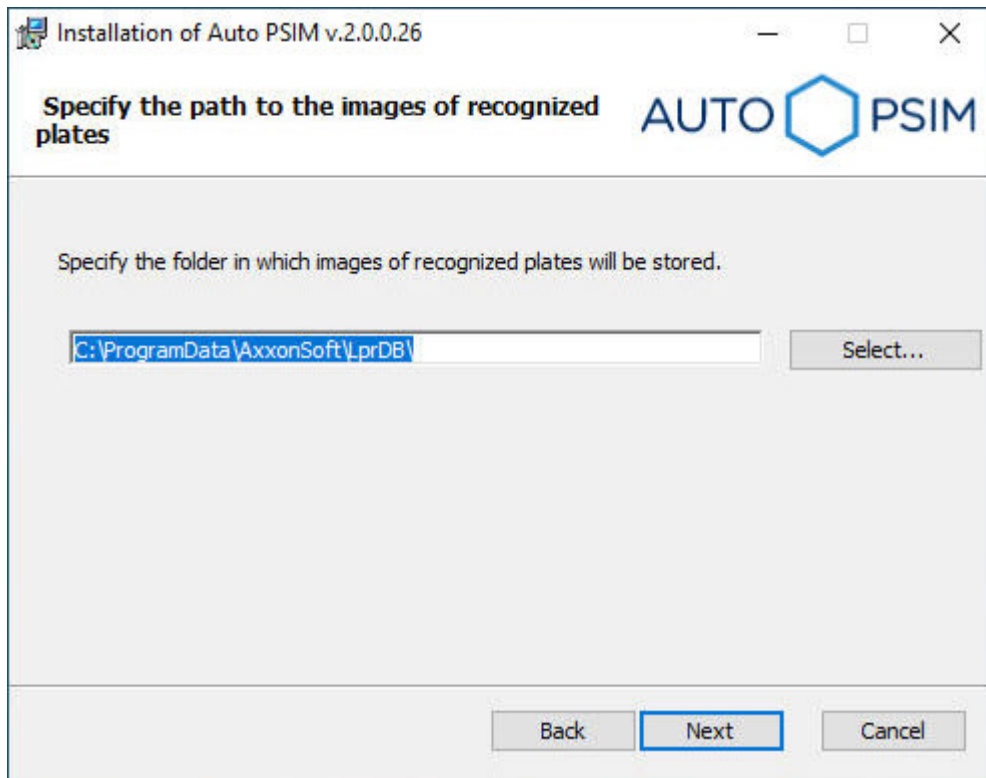 Installation of Auto PSIM v.2.0.0.26
Specify the path to the images of recognized
plates
AUTO PSIM
Specify the folder in which images of recognized plates will be stored.
C:\ProgramData\AxxonSoft\LprDB\
Select...
Back
Next
Cancel